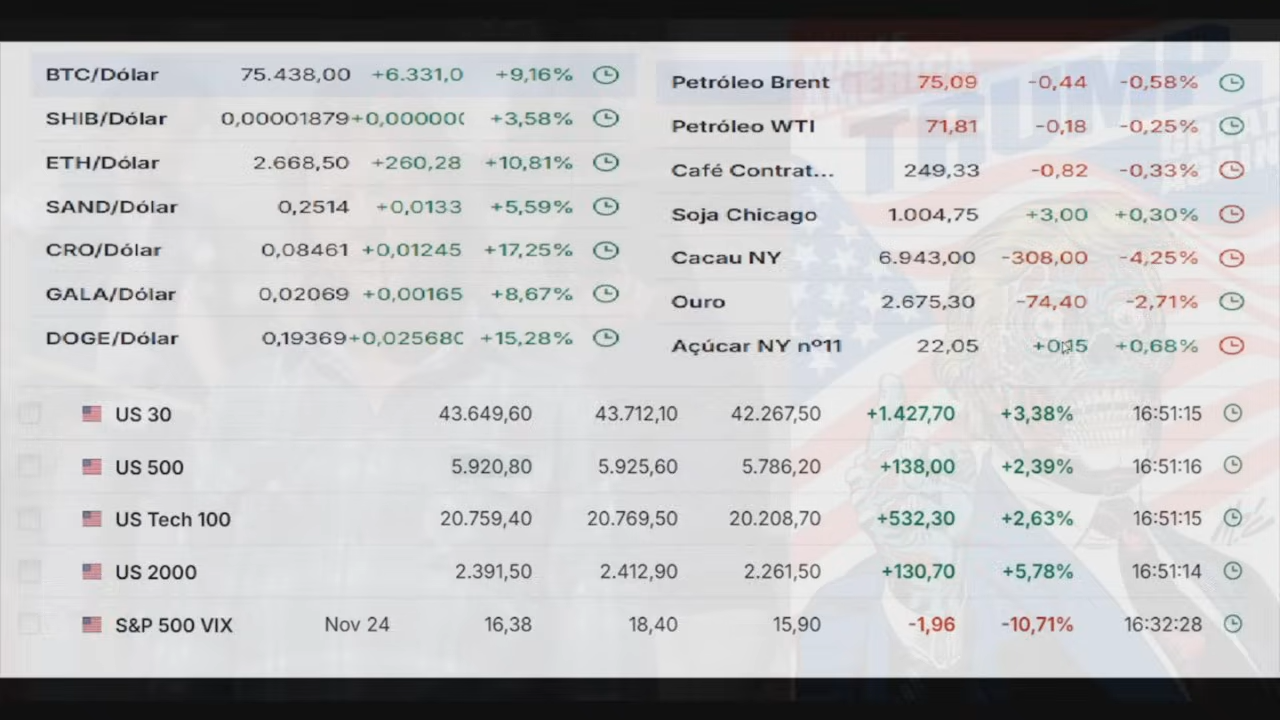 BTC/Dólar 75.438,00 +6.331,0 +9,16%
SHIB/Dólar 0,00001879 +0,000000 +3,58%
ETH/Dólar 2.668,50 +260,28 +10,81%
SAND/Dólar 0,2514 +0,0133 +5,59%
CRO/Dólar 0,08461 +0,01245 +17,25%
GALA/Dólar 0,02069 +0,00165 +8,67%
DOGE/Dólar 0,19369 +0,025680 +15,28%
Petróleo Brent 75,09 -0,44 -0,58%
Petróleo WTI 71,81 -0,18 -0,25%
Café Contrat... 249,33 -0,82 -0,33%
Soja Chicago 1.004,75 +3,00 +0,30%
Cacau NY 6.943,00 -308,00 -4,25%
Ouro 2.675,30 -74,40 -2,71%
Açúcar NY nº11 22,05 +0,15 +0,68%
US 30 43.649,60 43.712,10 42.267,50 +1.427,70 +3,38% 16:51:15
US 500 5.920,80 5.925,60 5.786,20 +138,00 +2,39% 16:51:16
US Tech 100 20.759,40 20.769,50 20.208,70 +532,30 +2,63% 16:51:15
US 2000 2.391,50 2.412,90 2.261,50 +130,70 +5,78% 16:51:14
S&P 500 VIX Nov 24 16,38 18,40 15,90 -1,96 -10,71% 16:32:28
TRUMP